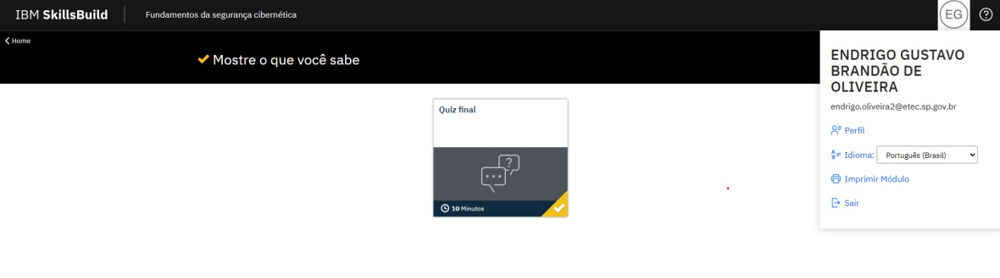 IBM SkillsBuild
Fundamentos da segurança cibernética
EG
?
Home
Mostre o que você sabe
Quiz final
?
10 Minutos
ENDRIGO GUSTAVO
BRANDÃO DE
OLIVEIRA
endrigo.oliveira2@etec.sp.gov.br
Perfil
Idioma: Português (Brasil)
Imprimir Módulo
Sair